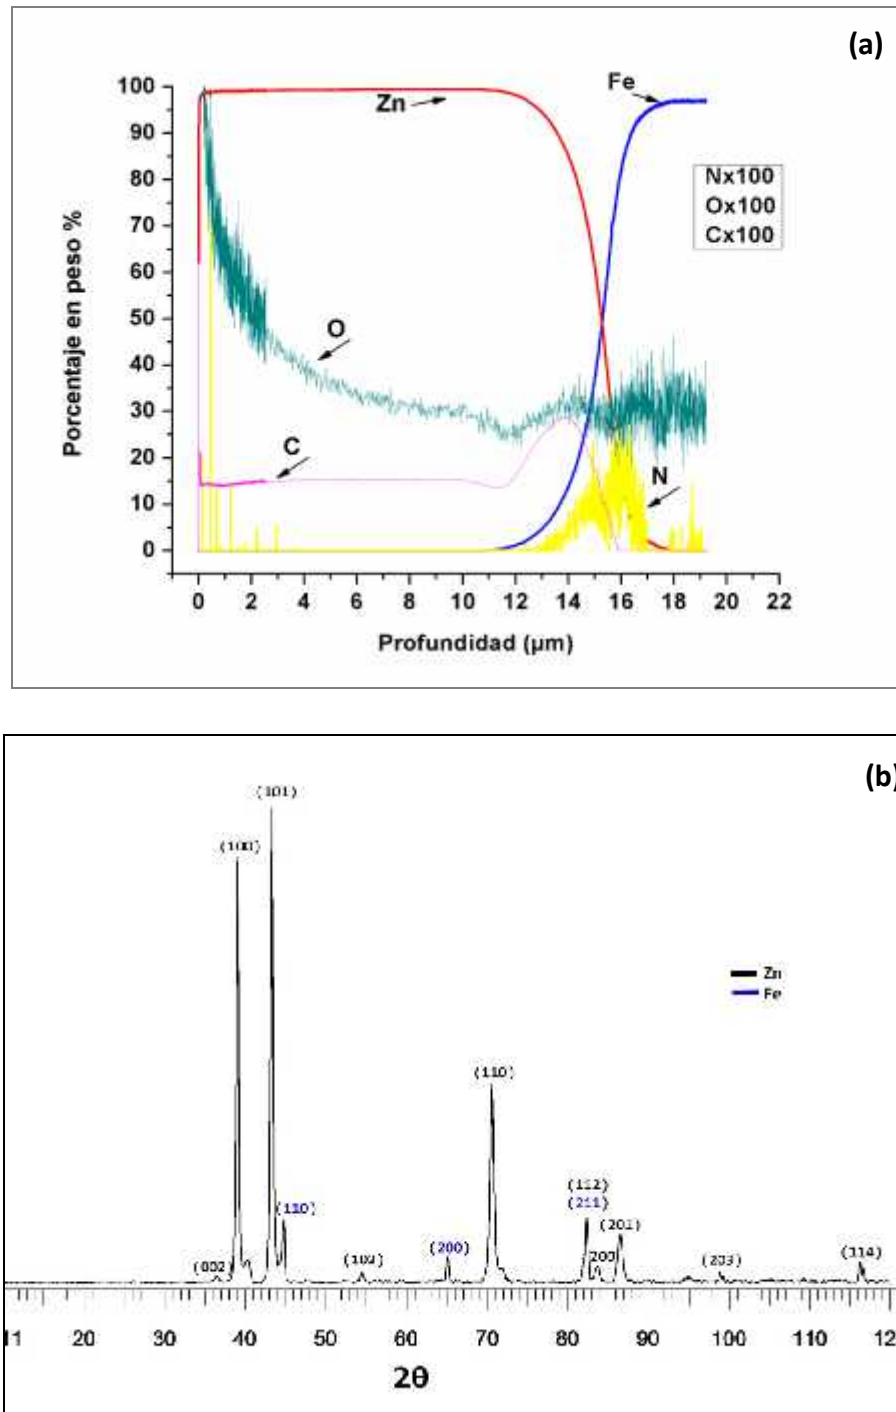 (a)
100
90
80
70
60
50
40
30
20
10
0
Porcentaje en peso %
Zn
Fe
Nx100
Ox100
Cx100
O
C
N
0 2 4 6 8 10 12 14 16 18 20 22
Profundidad (µm)
(b)
(101)
(100)
Zn
Fe
(110)
(112)
(211)
(110)
(201)
(200)
(002)
(102)
200
(203)
(114)
11 20 30 40 50 60 70 80 90 100 110 12
2θ